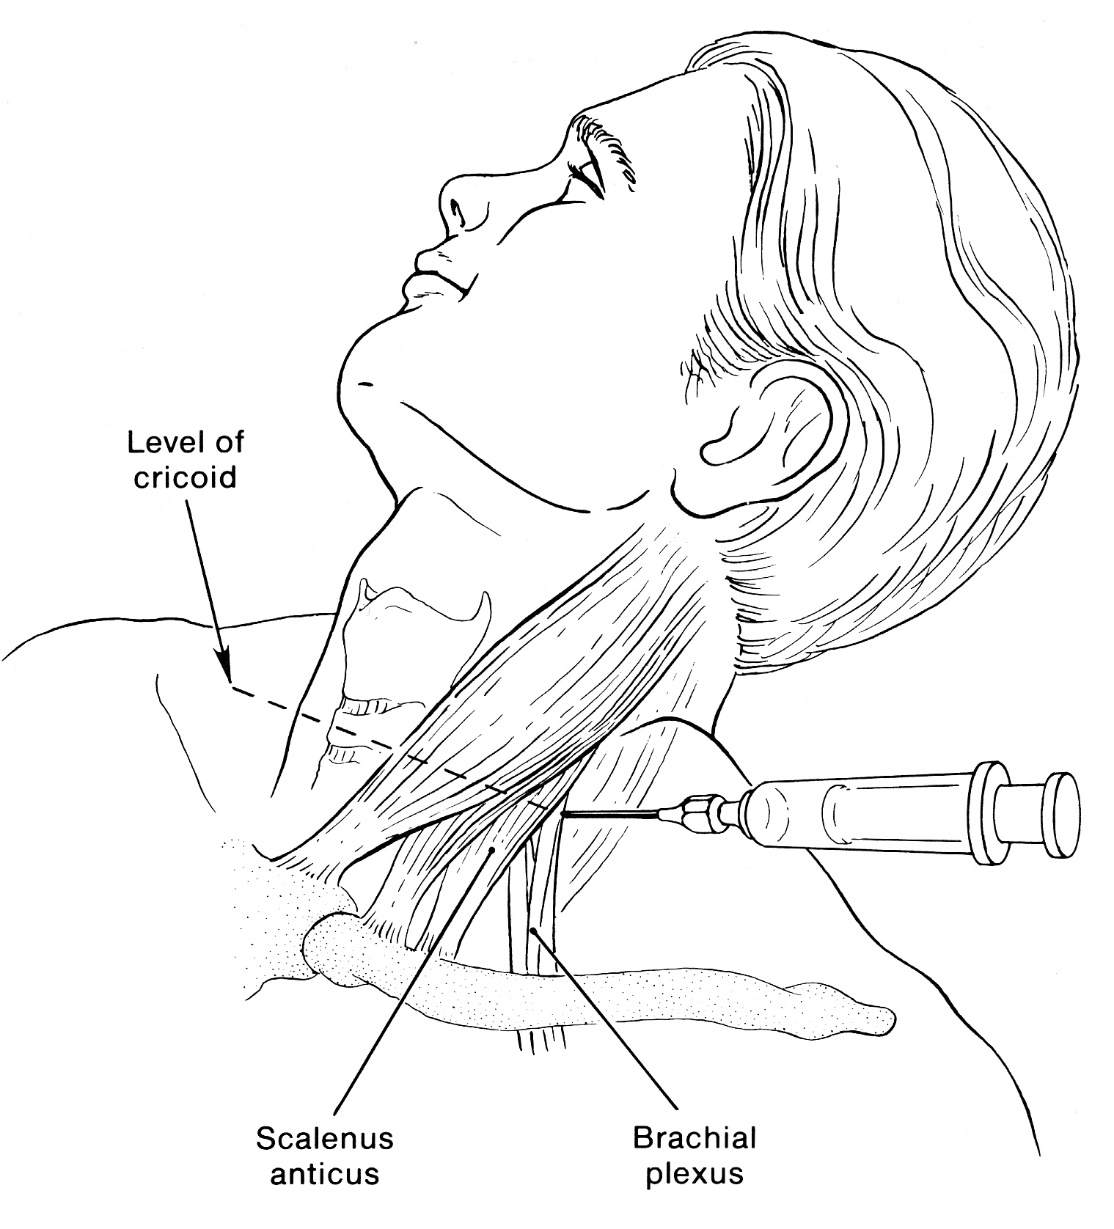 Level of
cricoid
Scalenus
anticus
Brachial
plexus